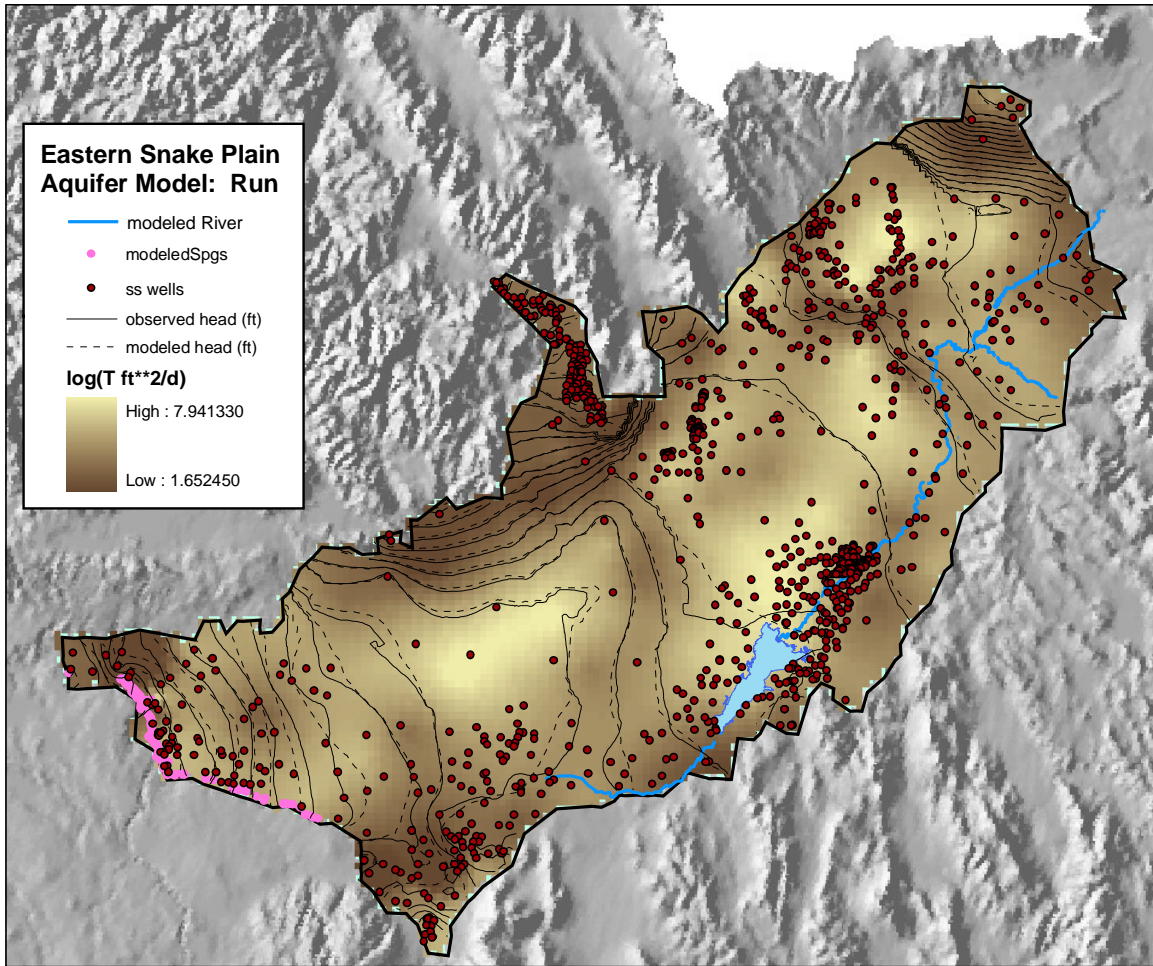 Eastern Snake Plain
Aquifer Model: Run
modeled River
modeledSpgs
ss wells
observed head (ft)
modeled head (ft)
log(T ft**2/d)
High : 7.941330
Low : 1.652450